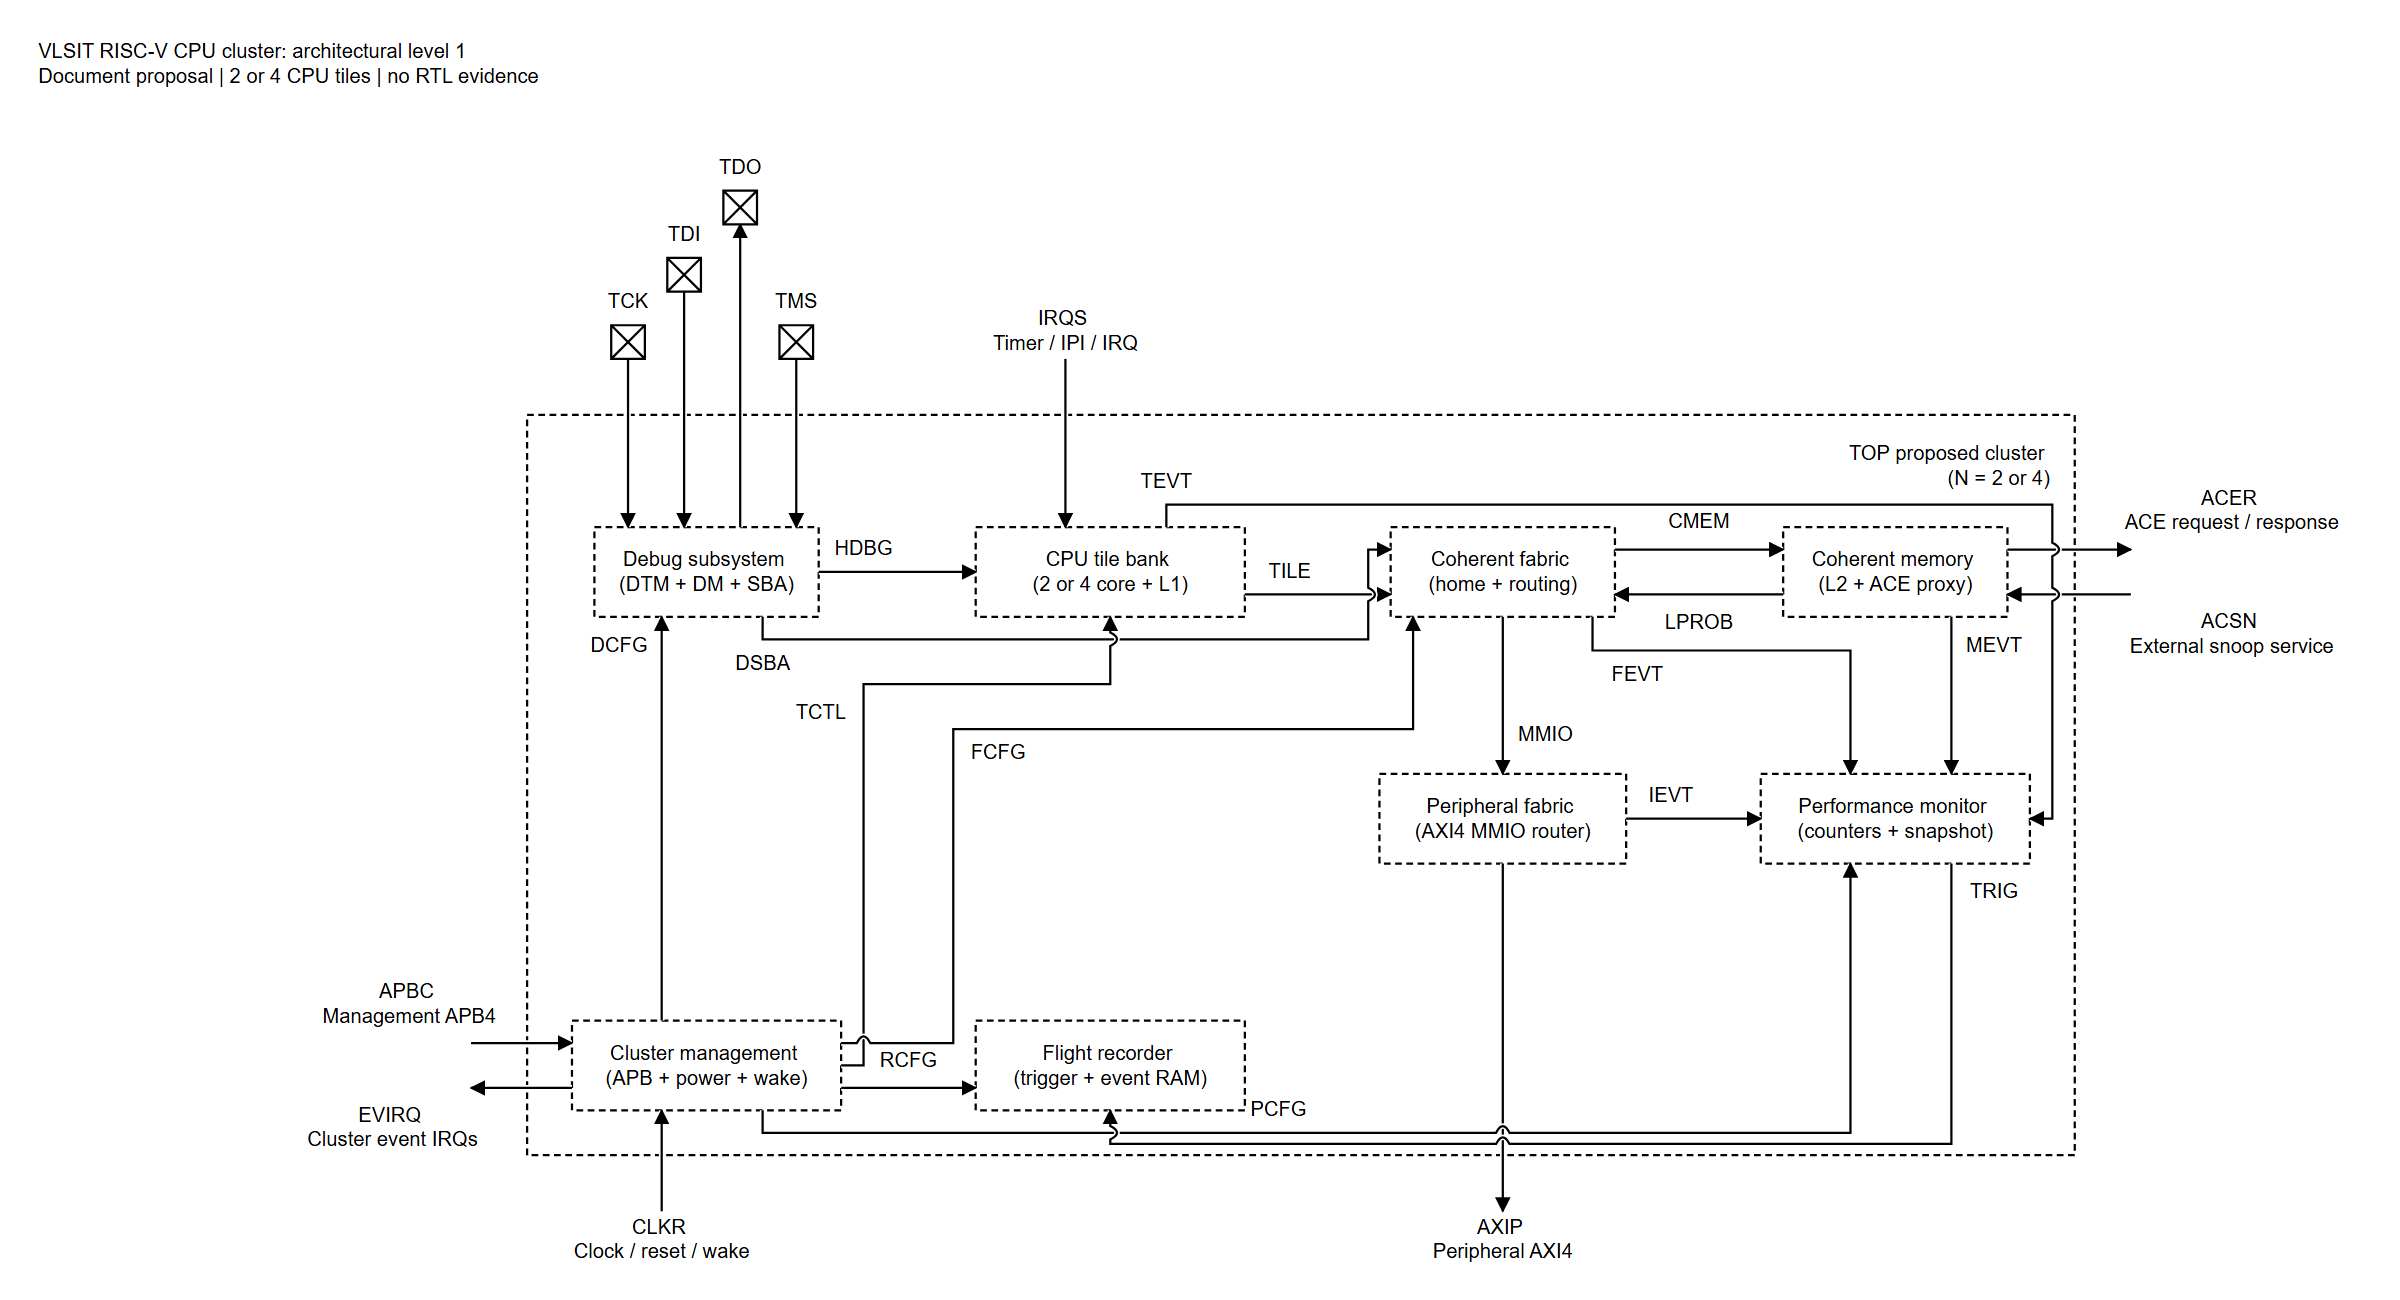 VLSIT RISC-V CPU cluster: architectural level 1
Document proposal | 2 or 4 CPU tiles | no RTL evidence
TDO
TDI
TCK
TMS
IRQS
Timer / IPI / IRQ
TOP proposed cluster
(N = 2 or 4)
TEVT
ACER
ACE request / response
CMEM
HDBG
Debug subsystem
(DTM + DM + SBA)
CPU tile bank
(2 or 4 core + L1)
TILE
Coherent fabric
(home + routing)
Coherent memory
(L2 + ACE proxy)
LPROB
ACSN
External snoop service
DCFG
DSBA
MEVT
FEVT
TCTL
FCFG
MMIO
Peripheral fabric
(AXI4 MMIO router)
IEVT
Performance monitor
(counters + snapshot)
TRIG
APBC
Management APB4
Cluster management
(APB + power + wake)
RCFG
Flight recorder
(trigger + event RAM)
PCFG
EVIRQ
Cluster event IRQs
CLKR
Clock / reset / wake
AXIP
Peripheral AXI4